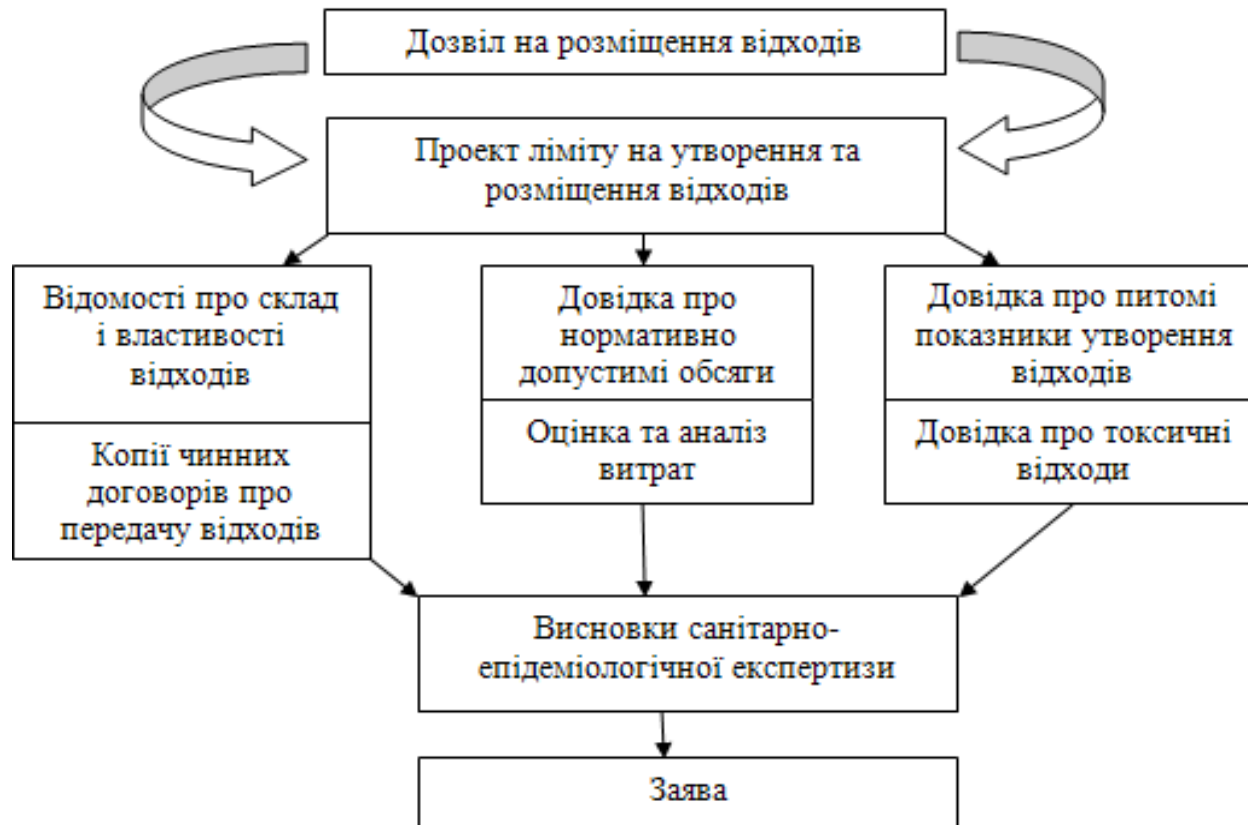 Дозвіл на розміщення відходів
Проект ліміту на утворення та
розміщення відходів
Відомості про склад
і властивості
відходів
Копії чинних
договорів про
передачу відходів
Довідка про
нормативно
допустимі обсяги
Оцінка та аналіз
витрат
Довідка про питомі
показники утворення
відходів
Довідка про токсичні
відходи
Висновки санітарно-
епідеміологічної експертизи
Заява